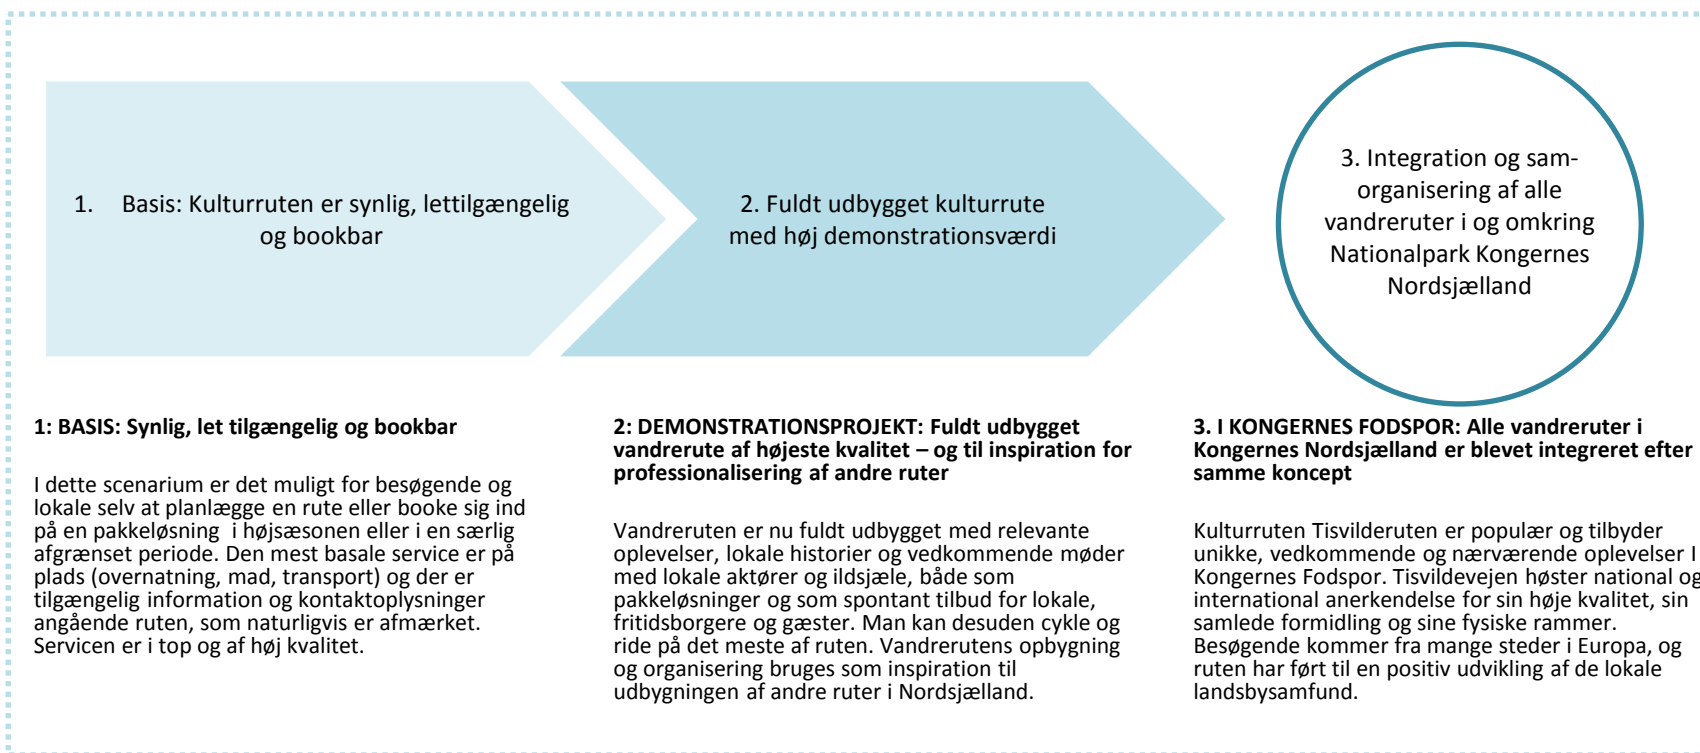 1. Basis: Kulturruten er synlig, lettilgængelig
og bookbar
2. Fuldt udbygget kulturrute
med høj demonstrationsværdi
3. Integration og sam-
organisering af alle
vandreruter i og omkring
Nationalpark Kongernes
Nordsjælland
1: BASIS: Synlig, let tilgængelig og bookbar
I dette scenarium er det muligt for besøgende og
lokale selv at planlægge en rute eller booke sig ind
på en pakkeløsning i højsæsonen eller i en særlig
afgrænset periode. Den mest basale service er på
plads (overnatning, mad, transport) og der er
tilgængelig information og kontaktoplysninger
angående ruten, som naturligvis er afmærket.
Servicen er i top og af høj kvalitet.
2: DEMONSTRATIONSPROJEKT: Fuldt udbygget
vandrerute af højeste kvalitet – og til inspiration for
professionalisering af andre ruter
Vandreruten er nu fuldt udbygget med relevante
oplevelser, lokale historier og vedkommende møder
med lokale aktører og ildsjæle, både som
pakkeløsninger og som spontant tilbud for lokale,
fritidsborgere og gæster. Man kan desuden cykle og
ride på det meste af ruten. Vandrerutens opbygning
og organisering bruges som inspiration til
udbygningen af andre ruter i Nordsjælland.
3. I KONGERNES FODSPOR: Alle vandreruter i
Kongernes Nordsjælland er blevet integreret efter
samme koncept
Kulturruten Tisvilderuten er populær og tilbyder
unikke, vedkommende og nærværende oplevelser I
Kongernes Fodspor. Tisvildevejen høster national og
international anerkendelse for sin høje kvalitet, sin
samlede formidling og sine fysiske rammer.
Besøgende kommer fra mange steder i Europa, og
ruten har ført til en positiv udvikling af de lokale
landsbysamfund.